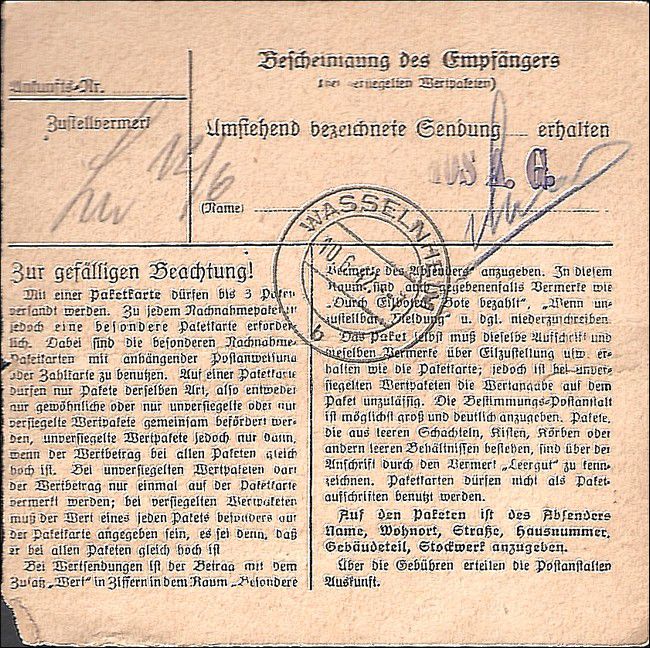 Bescheinigung des Empfängers
(bei versiegelten Wertpaketen)
Ankunfts-Nr.
Zustellvermerk
Umstehend bezeichnete Sendung erhalten
12/6
A. G.
(Name)
WASSELNHEIM
10.6.
b
Zur gefälligen Beachtung!
Mit einer Paketkarte dürfen bis 3 Pakete
versandt werden. Zu jedem Nachnahmepaket
jedoch eine besondere Paketkarte erforder-
lich. Dabei sind die besonderen Nachnahme-
paketkarten mit anhängender Postanweisung
oder Zahlkarte zu benutzen. Auf einer Paketkarte
dürfen nur Pakete derselben Art, also entweder
nur gewöhnliche oder nur unversiegelte oder nur
versiegelte Wertpakete gemeinsam befördert wer-
den, unversiegelte Wertpakete jedoch nur dann,
wenn der Wertbetrag bei allen Paketen gleich
hoch ist. Bei unversiegelten Wertpaketen darf
der Wertbetrag nur einmal auf der Paketkarte
vermerkt werden; bei versiegelten Wertpaketen
muß der Wert eines jeden Pakets besonders auf
der Paketkarte angegeben sein, es sei denn, daß
er bei allen Paketen gleich hoch ist
Bei Wertsendungen ist der Betrag mit dem
Zusatz „Wert" in Ziffern in dem Raum „Besondere
Vermerke des Absenders" anzugeben. In diesem
Raum sind auch gegebenenfalls Vermerke wie
„Durch Eilboten", „Bote bezahlt", „Wenn un-
zustellbar, Meldung" u. dgl. niederzuschreiben.
Das Paket selbst muß dieselbe Aufschrift und
dieselben Vermerke über Eilzustellung usw. er-
halten wie die Paketkarte; jedoch ist bei unver-
siegelten Wertpaketen die Wertangabe auf dem
Paket unzulässig. Die Bestimmungs-Postanstalt
ist möglichst groß und deutlich anzugeben. Pakete,
die aus leeren Schachteln, Kisten, Körben oder
andern leeren Behältnissen bestehen, sind über der
Anschrift durch den Vermerk „Leergut" zu kenn-
zeichnen. Paketkarten dürfen nicht als Paket-
aufschriften benutzt werden.
Auf den Paketen ist des Absenders
Name, Wohnort, Straße, Hausnummer,
Gebäudeteil, Stockwerk anzugeben.
Über die Gebühren erteilen die Postanstalten
Auskunft.